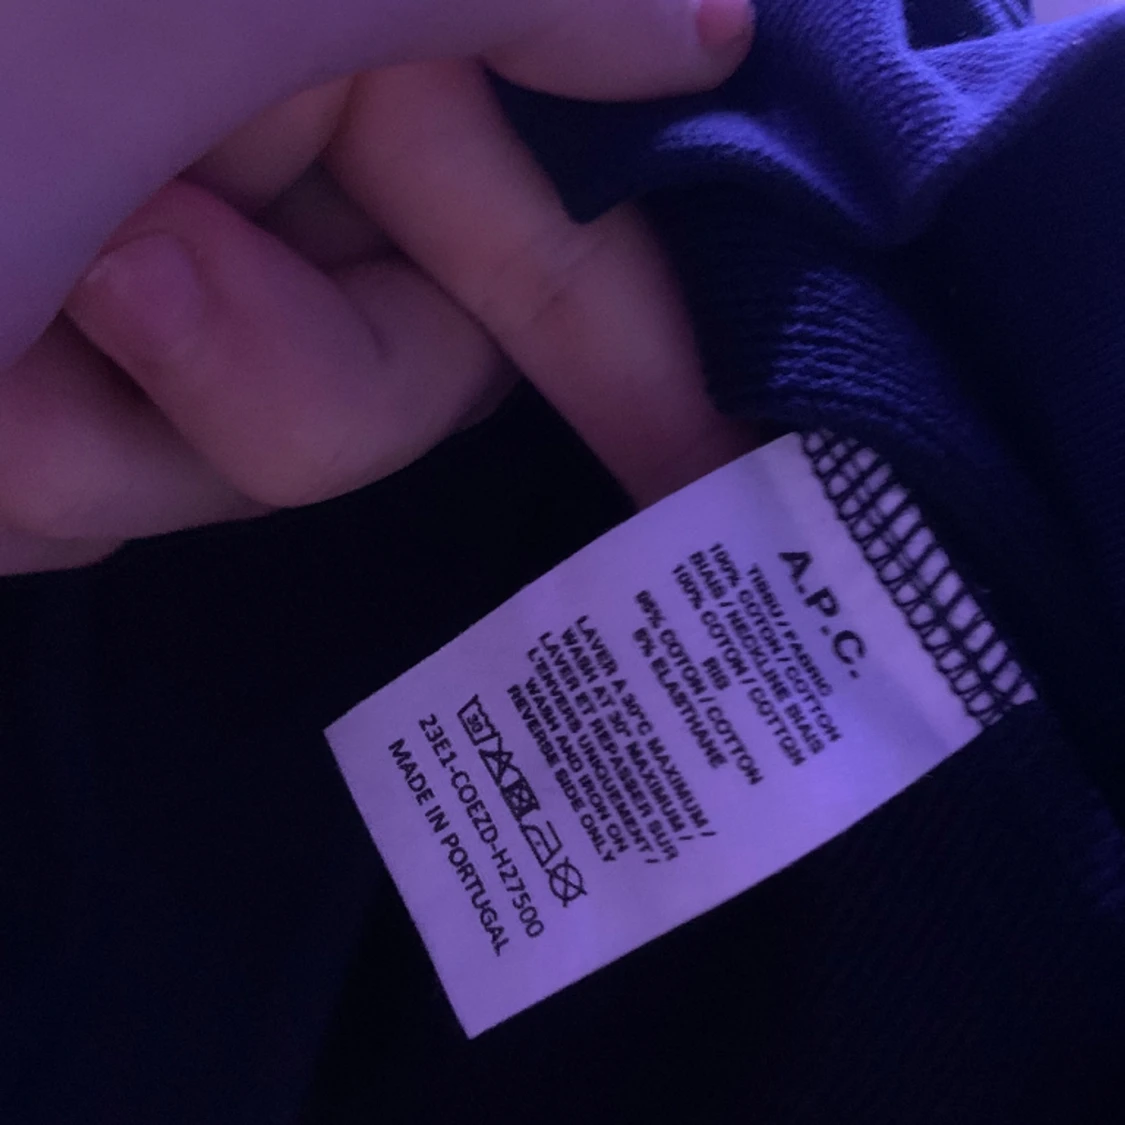 A.P.C.
TISSU / FABRIC
100% COTON / COTTON
BIAIS / NECKLINE BIAIS
100% COTON / COTTON
RIB
95% COTON / COTTON
5% ELASTHANE
LAVER A 30°C MAXIMUM /
WASH AT 30° MAXIMUM /
LAVER ET REPASSER SUR
L'ENVERS UNIQUEMENT /
WASH AND IRON ON
REVERSE SIDE ONLY
30
23E1-COEZD-H27500
MADE IN PORTUGAL